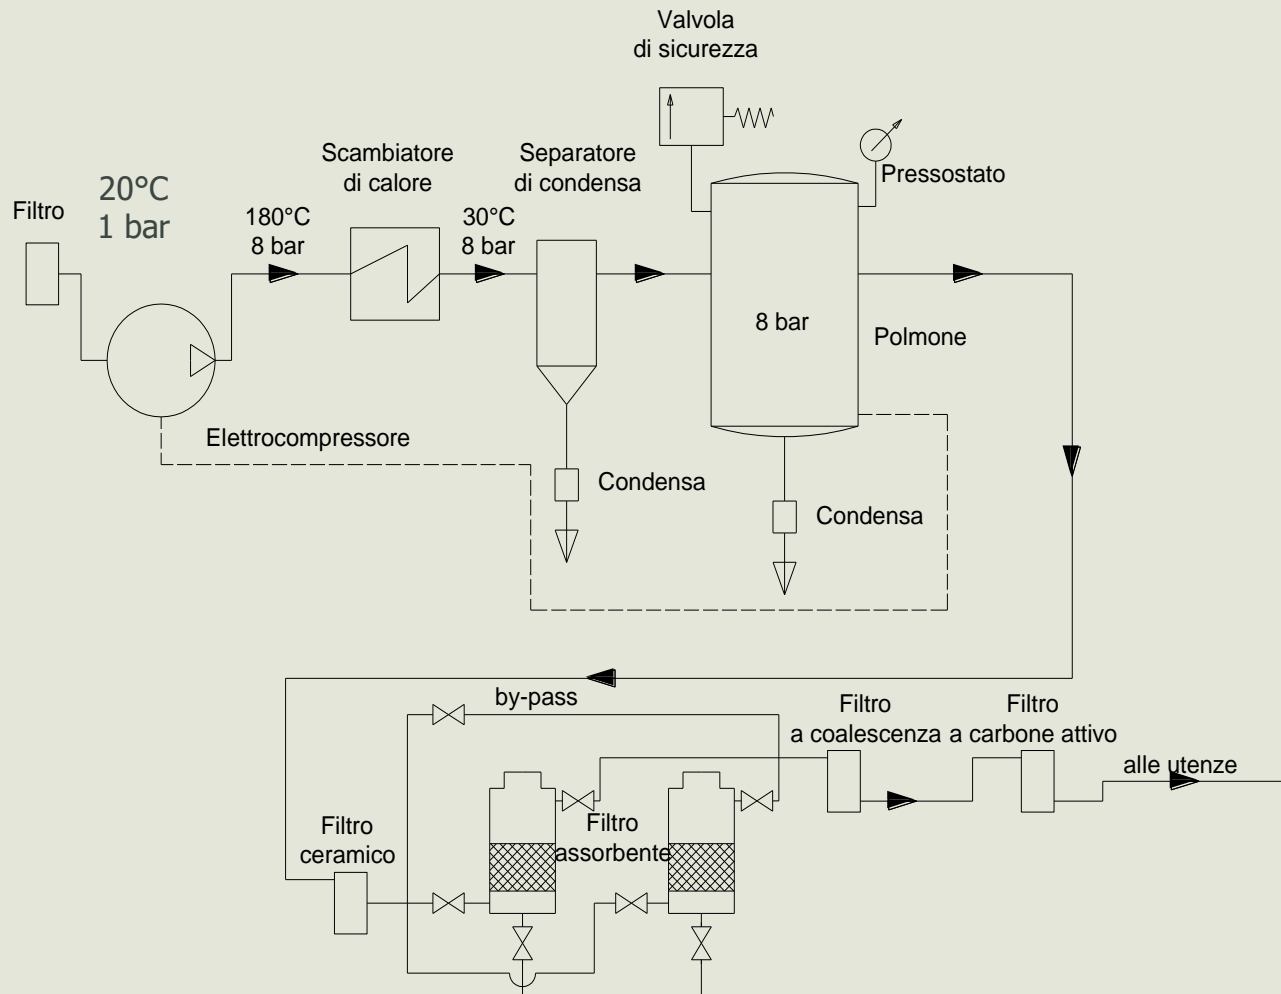 Valvola
di sicurezza
Scambiatore
di calore
Separatore
di condensa
Pressostato
Filtro
20°C
1 bar
180°C
8 bar
30°C
8 bar
8 bar
Polmone
Elettrocompressore
Condensa
Condensa
by-pass
Filtro
a coalescenza
Filtro
a carbone attivo
alle utenze
Filtro
ceramico
Filtro
assorbente